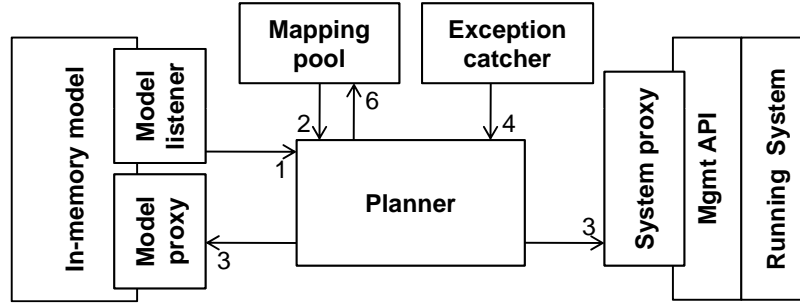 In-memory model
Model
listener
Model
proxy
Mapping
pool
Exception
catcher
2
6
4
1
Planner
3
3
System proxy
Mgmt API
Running System